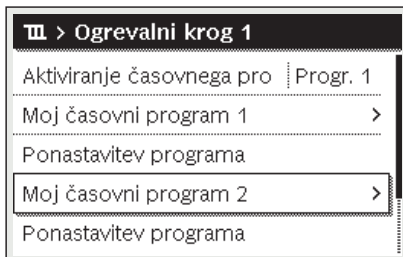 > Ogrevalni krog 1
Aktiviranje časovnega pro Progr. 1
Moj časovni program 1 >
Ponastavitev programa
Moj časovni program 2 >
Ponastavitev programa